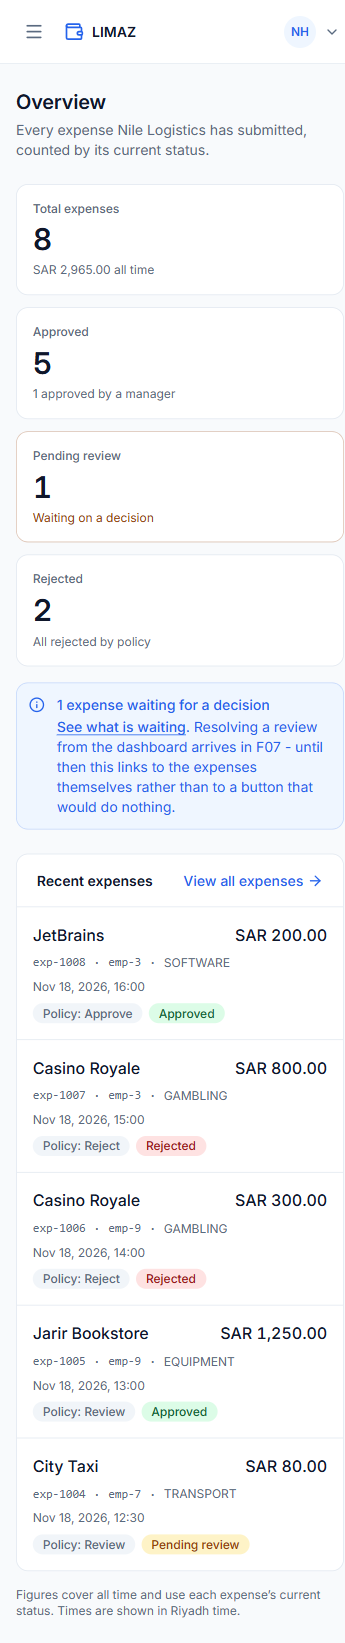 LIMAZ
NH
Overview
Every expense Nile Logistics has submitted,
counted by its current status.
Total expenses
8
SAR 2,965.00 all time
Approved
5
1 approved by a manager
Pending review
1
Waiting on a decision
Rejected
2
All rejected by policy
1 expense waiting for a decision
See what is waiting. Resolving a review
from the dashboard arrives in F07 - until
then this links to the expenses
themselves rather than to a button that
would do nothing.
Recent expenses View all expenses →
JetBrains SAR 200.00
exp-1008 · emp-3 · SOFTWARE
Nov 18, 2026, 16:00
Policy: Approve Approved
Casino Royale SAR 800.00
exp-1007 · emp-3 · GAMBLING
Nov 18, 2026, 15:00
Policy: Reject Rejected
Casino Royale SAR 300.00
exp-1006 · emp-9 · GAMBLING
Nov 18, 2026, 14:00
Policy: Reject Rejected
Jarir Bookstore SAR 1,250.00
exp-1005 · emp-9 · EQUIPMENT
Nov 18, 2026, 13:00
Policy: Review Approved
City Taxi SAR 80.00
exp-1004 · emp-7 · TRANSPORT
Nov 18, 2026, 12:30
Policy: Review Pending review
Figures cover all time and use each expense's current
status. Times are shown in Riyadh time.